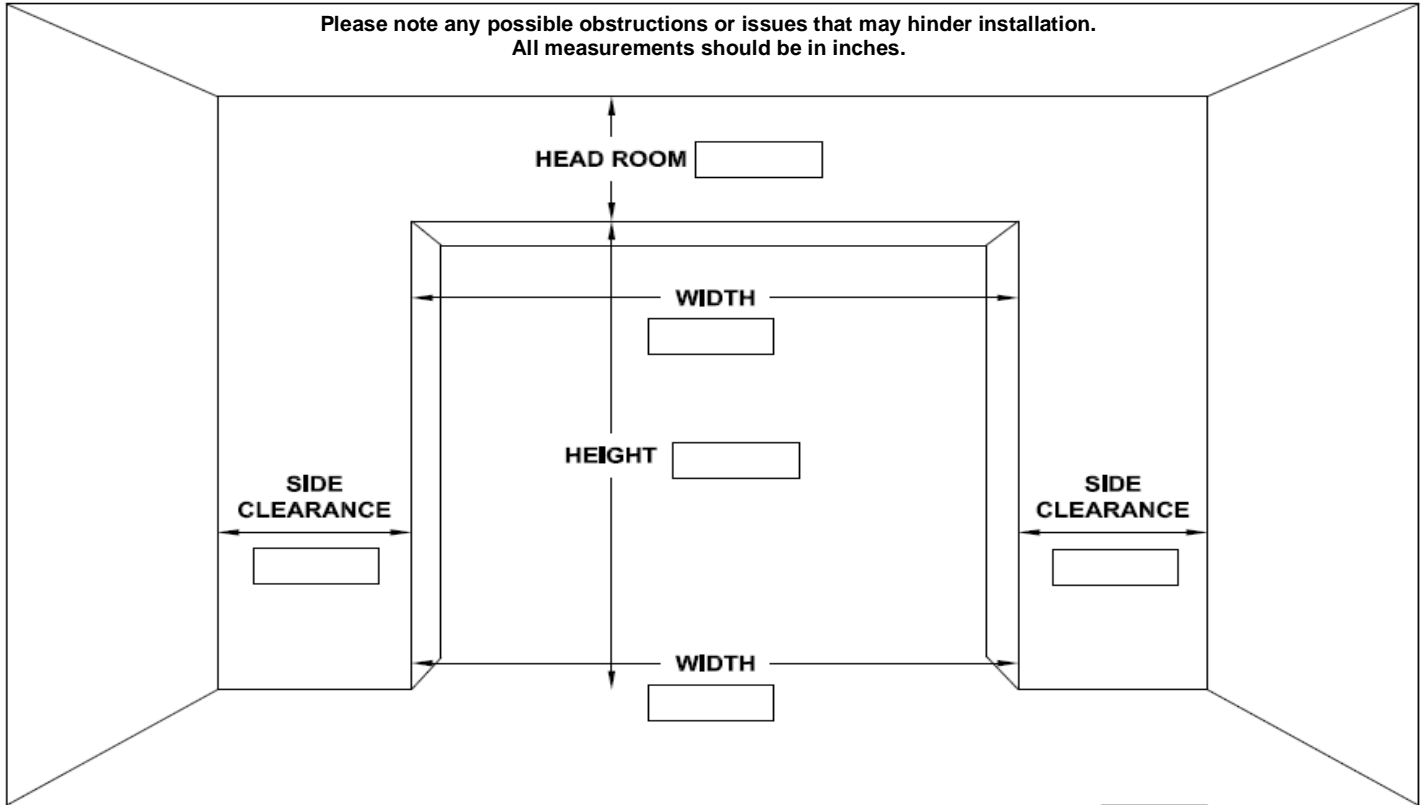 Please note any possible obstructions or issues that may hinder installation.
All measurements should be in inches.
HEAD ROOM
WIDTH
HEIGHT
SIDE
CLEARANCE
SIDE
CLEARANCE
WIDTH